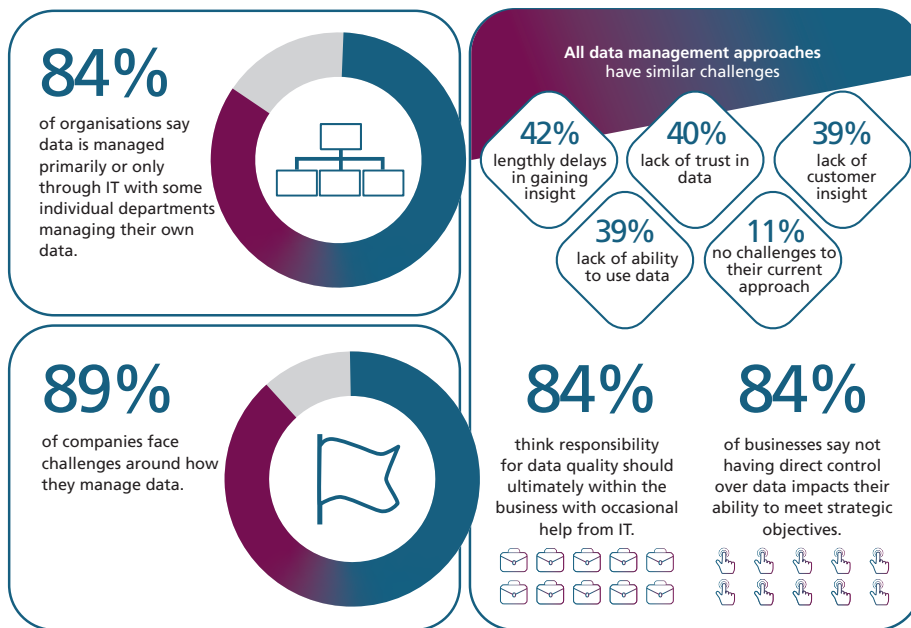 84%
of organisations say
data is managed
primarily or only
through IT with some
individual departments
managing their own
data.
89%
of companies face
challenges around how
they manage data.
All data management approaches
have similar challenges
42%
lengthly delays
in gaining
insight
40%
lack of trust in
data
39%
lack of
customer
insight
39%
lack of ability
to use data
11%
no challenges to
their current
approach
84%
think responsibility
for data quality should
ultimately within the
business with occasional
help from IT.
84%
of businesses say not
having direct control
over data impacts their
ability to meet strategic
objectives.